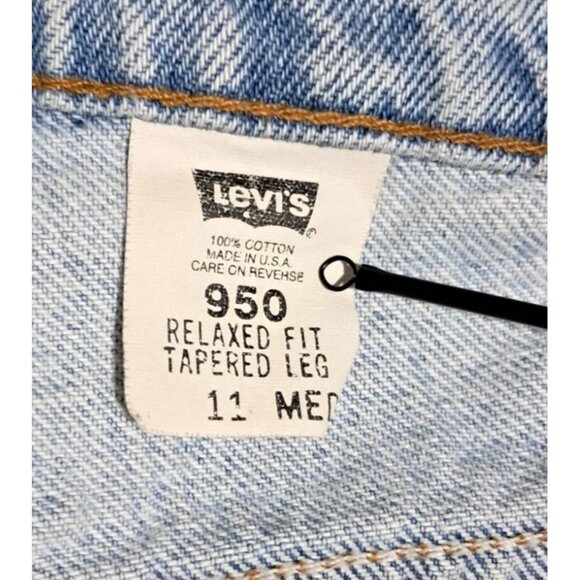 Levi's
100% COTTON
MADE IN U.S.A.
CARE ON REVERSE
950
RELAXED FIT
TAPERED LEG
11 MED